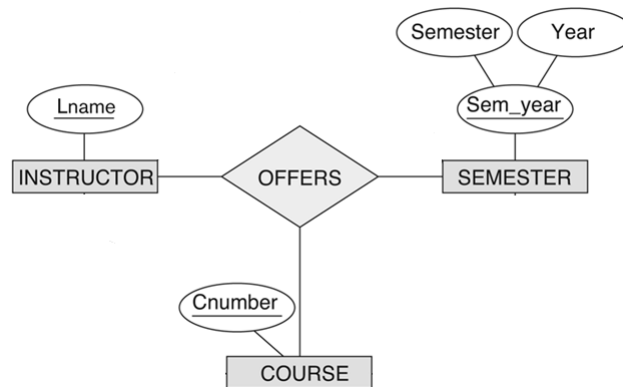 Semester
Year
Lname
Sem_year
INSTRUCTOR
OFFERS
SEMESTER
Cnumber
COURSE